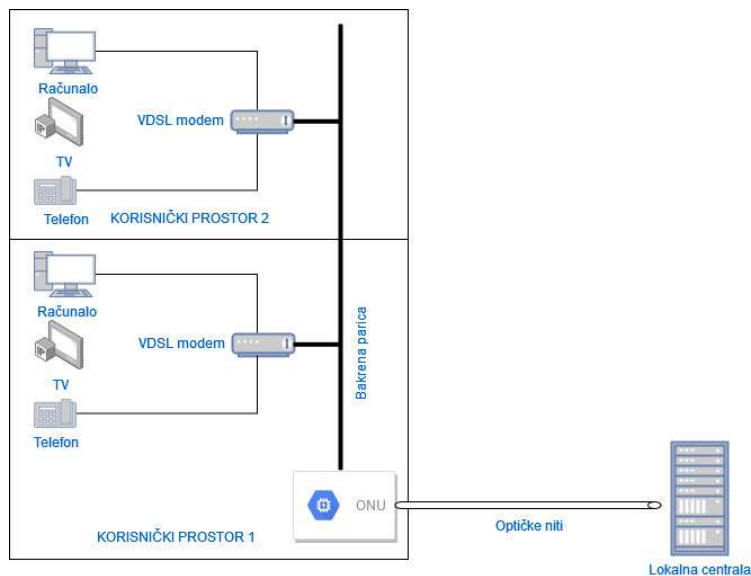 Računalo
VDSL modem
TV
Telefon
KORISNIČKI PROSTOR 2
Računalo
VDSL modem
Bakrena parica
TV
Telefon
ONU
KORISNIČKI PROSTOR 1
Optičke niti
Lokalna centrala